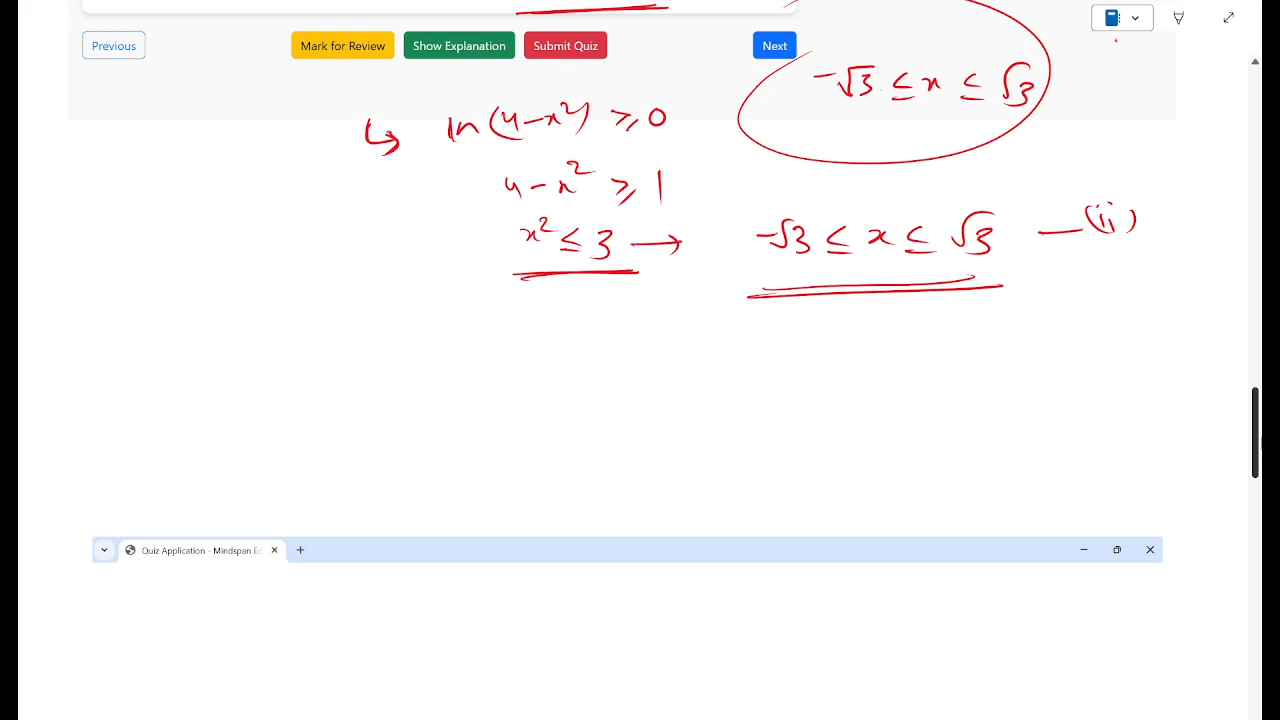 Previous Mark for Review Show Explanation Submit Quiz Next
-√3 ≤ x ≤ √3
ln(4-x²) ≥ 0
4-x² ≥ 1
x² ≤ 3 → -√3 ≤ x ≤ √3 —(ii)
Quiz Application - Mindspan Ec